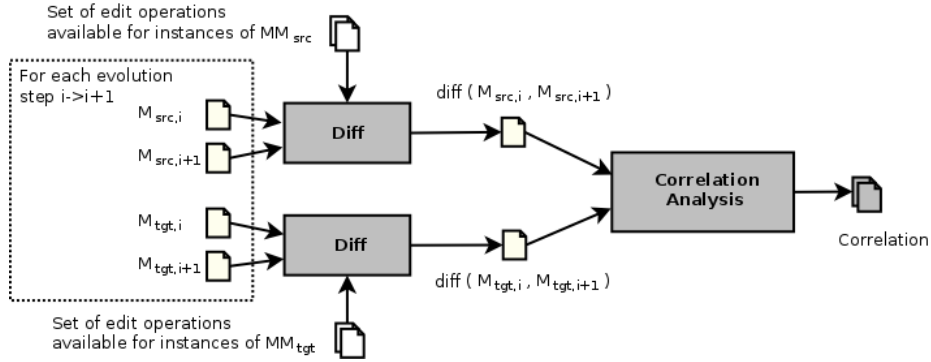 Set of edit operations
available for instances of MM src
For each evolution
step i->i+1
M src,i
M src,i+1
Diff
diff ( M src,i , M src,i+1 )
Correlation
Analysis
Correlation
M tgt,i
M tgt,i+1
Diff
diff ( M tgt,i , M tgt,i+1 )
Set of edit operations
available for instances of MM tgt